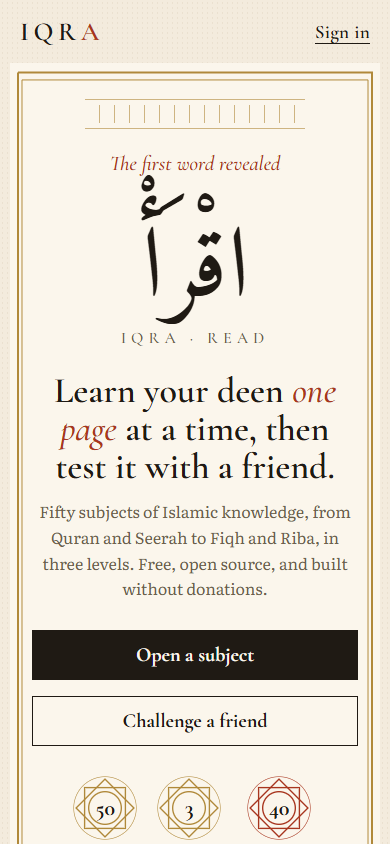 IQRA
Sign in
The first word revealed
اقْرأْ
IQRA · READ
Learn your deen one
page at a time, then
test it with a friend.
Fifty subjects of Islamic knowledge, from
Quran and Seerah to Fiqh and Riba, in
three levels. Free, open source, and built
without donations.
Open a subject
Challenge a friend
50 3 40